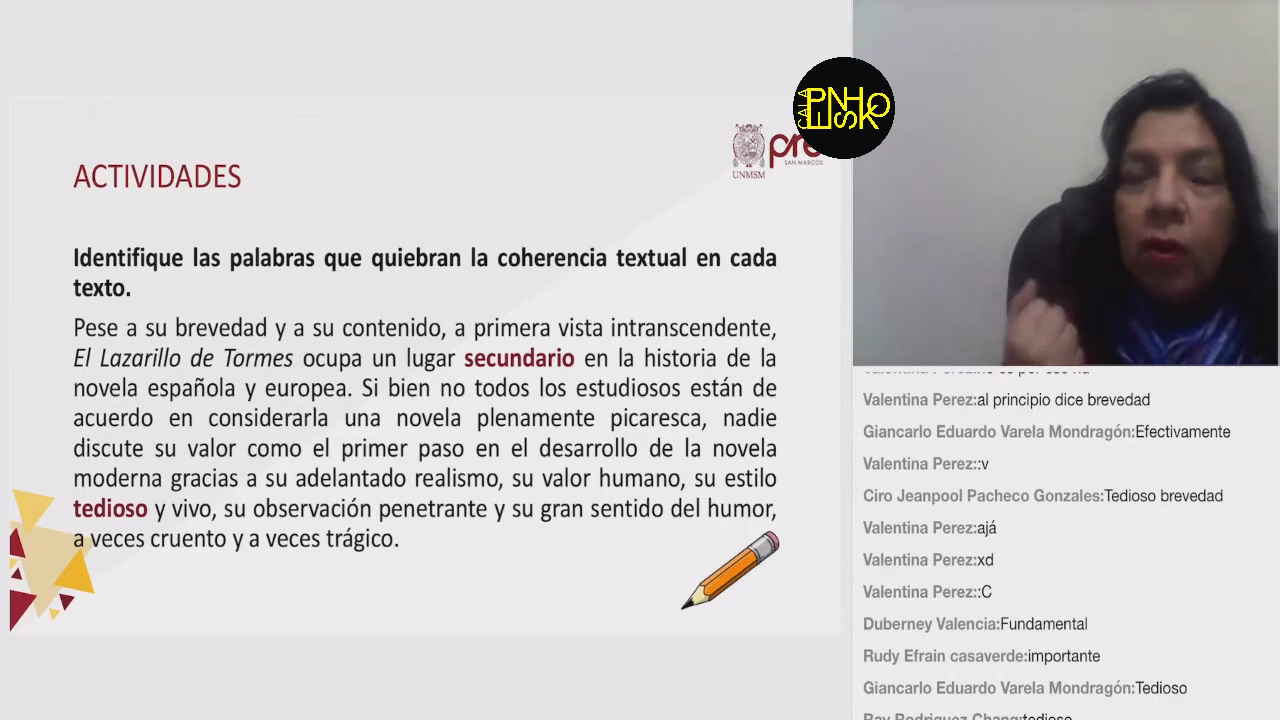 ACTIVIDADES
UNMSM
SAN MARCOS
CALA
PENHSKO
Identifique las palabras que quiebran la coherencia textual en cada
texto.
Pese a su brevedad y a su contenido, a primera vista intranscendente,
El Lazarillo de Tormes ocupa un lugar secundario en la historia de la
novela española y europea. Si bien no todos los estudiosos están de
acuerdo en considerarla una novela plenamente picaresca, nadie
discute su valor como el primer paso en el desarrollo de la novela
moderna gracias a su adelantado realismo, su valor humano, su estilo
tedioso y vivo, su observación penetrante y su gran sentido del humor,
a veces cruento y a veces trágico.
Valentina Perez:al principio dice brevedad
Giancarlo Eduardo Varela Mondragón:Efectivamente
Valentina Perez::v
Ciro Jeanpool Pacheco Gonzales:Tedioso brevedad
Valentina Perez:ajá
Valentina Perez:xd
Valentina Perez::C
Duberney Valencia:Fundamental
Rudy Efrain casaverde:importante
Giancarlo Eduardo Varela Mondragón:Tedioso
Ray Rodriguez Chang:tedioso